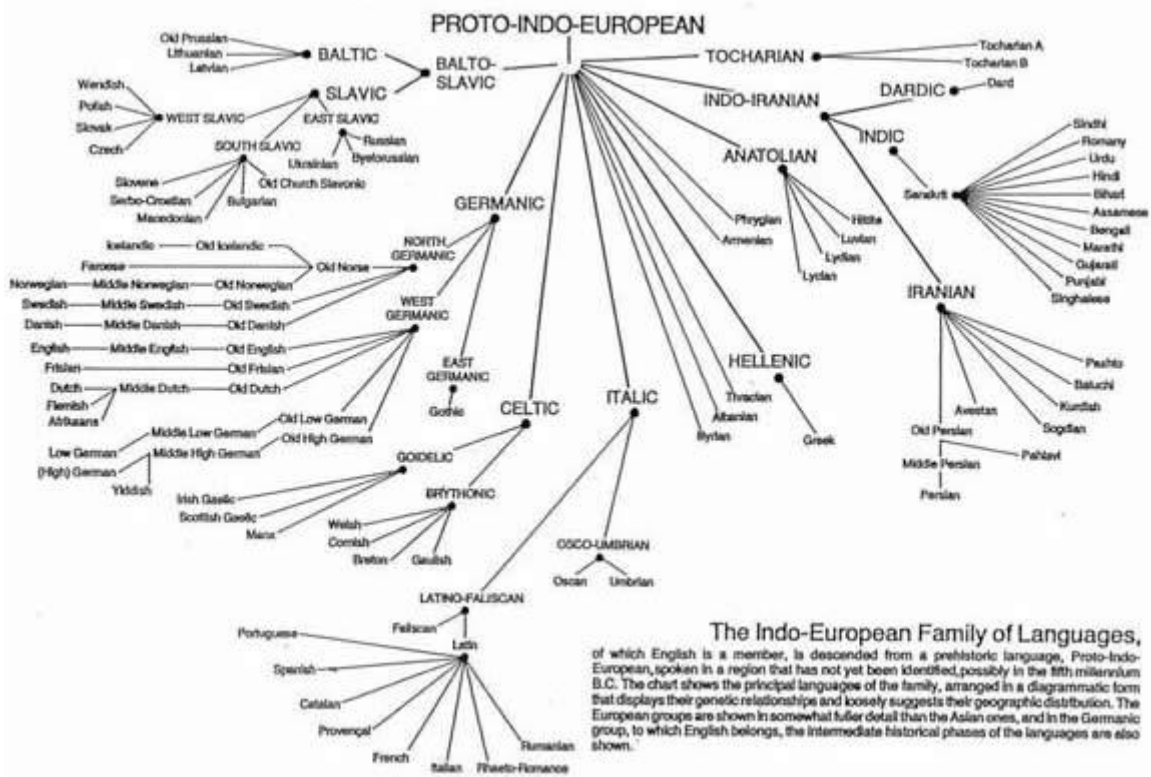 PROTO-INDO-EUROPEAN
Old Prussian
Lithuanian
Latvian
BALTIC
BALTO-
SLAVIC
TOCHARIAN
Tocharian A
Tocharian B
Wendish
Polish
Slovak
Czech
WEST SLAVIC
SLAVIC
EAST SLAVIC
Russian
Byelorussian
Ukrainian
SOUTH SLAVIC
Old Church Slavonic
Slovene
Serbo-Croatian
Macedonian
Bulgarian
INDO-IRANIAN
DARDIC
Dard
INDIC
Sanskrit
Sindhi
Romany
Urdu
Hindi
Bihari
Assamese
Bengali
Marathi
Gujarati
Punjabi
Singhalese
ANATOLIAN
Hittite
Luvian
Lydian
Lycian
Phrygian
Armenian
GERMANIC
NORTH
GERMANIC
Icelandic
Old Icelandic
Faroese
Old Norse
Norwegian
Middle Norwegian
Old Norwegian
Swedish
Middle Swedish
Old Swedish
Danish
Middle Danish
Old Danish
WEST
GERMANIC
English
Middle English
Old English
Frisian
Old Frisian
Dutch
Middle Dutch
Old Dutch
Flemish
Afrikaans
Old Low German
Middle Low German
Low German
Old High German
Middle High German
(High) German
Yiddish
EAST
GERMANIC
Gothic
IRANIAN
Pashto
Baluchi
Kurdish
Sogdian
Avestan
Old Persian
Pahlavi
Middle Persian
Persian
HELLENIC
Greek
Thracian
Albanian
Illyrian
CELTIC
GOIDELIC
Irish Gaelic
Scottish Gaelic
Manx
BRYTHONIC
Welsh
Cornish
Breton
Gaulish
ITALIC
OSCO-UMBRIAN
Oscan
Umbrian
LATINO-FALISCAN
Faliscan
Latin
Portuguese
Spanish
Catalan
Provençal
French
Italian
Rhaeto-Romance
Rumanian
The Indo-European Family of Languages,
of which English is a member, is descended from a prehistoric language, Proto-Indo-
European, spoken in a region that has not yet been identified, possibly in the fifth millennium
B.C. The chart shows the principal languages of the family, arranged in a diagrammatic form
that displays their genetic relationships and loosely suggests their geographic distribution. The
European groups are shown in somewhat fuller detail than the Asian ones, and in the Germanic
group, to which English belongs, the intermediate historical phases of the languages are also
shown.